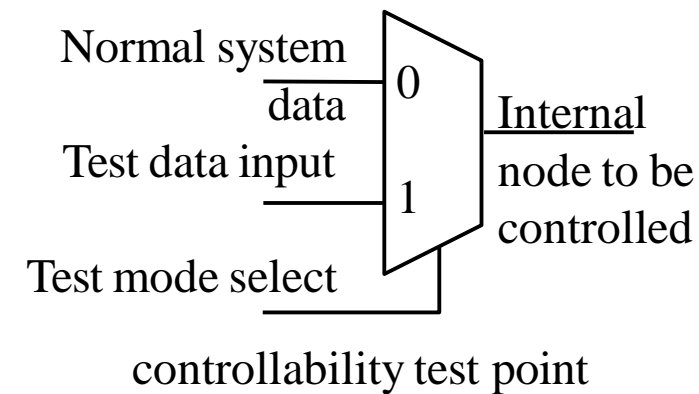 Normal system
data
0
Internal
node to be
controlled
Test data input
1
Test mode select
controllability test point